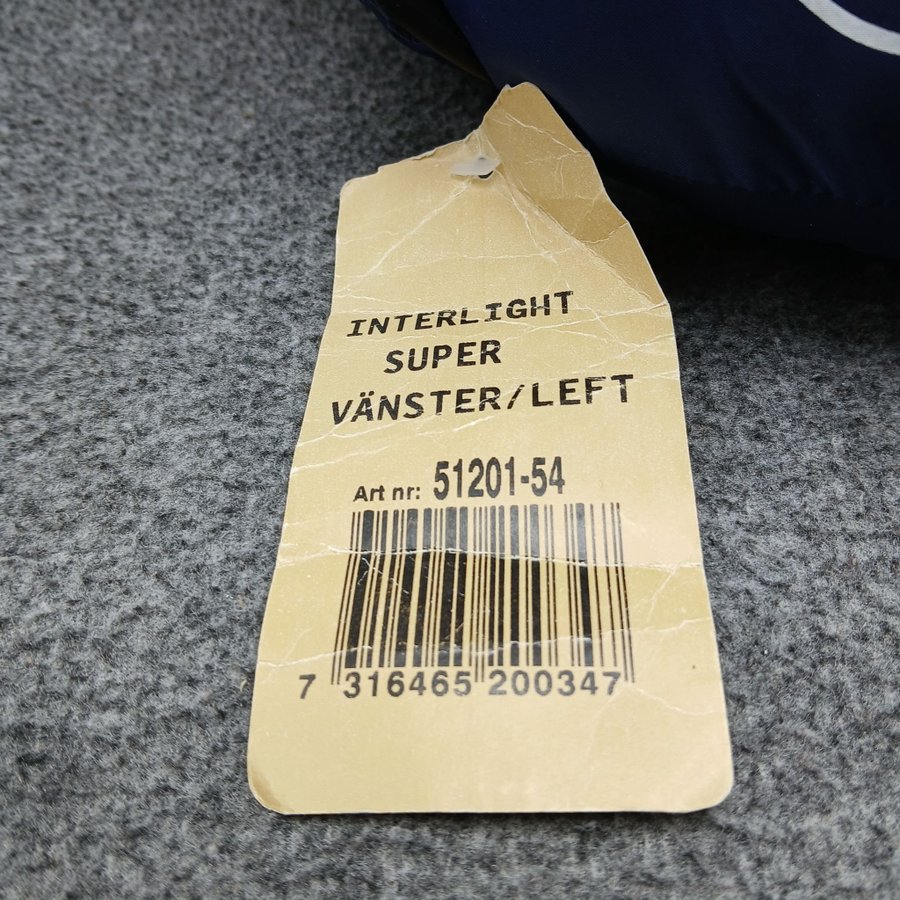 INTERLIGHT
SUPER
VÄNSTER/LEFT
Art nr: 51201-54
7 316465 200347